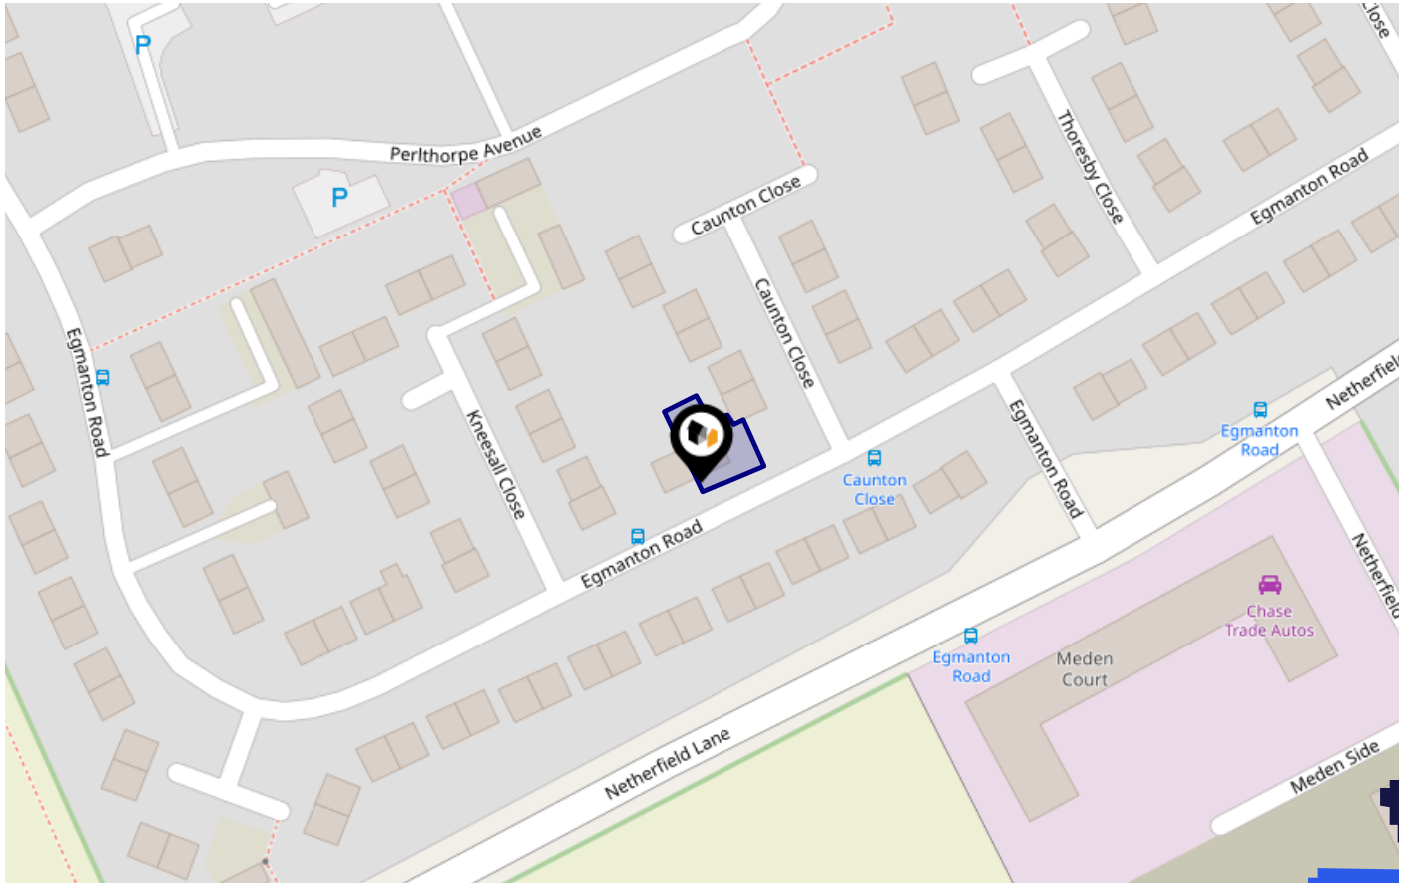 Close
P
Perlthorpe Avenue
Thoresby Close
P
Caunton Close
Egmanton Road
Caunton Close
Egmanton Road
Netherfiel
Kneesall Close
Egmanton Road
Egmanton
Road
Caunton
Close
Egmanton Road
Netherfield
Chase
Trade Autos
Egmanton
Road
Meden
Court
Netherfield Lane
Meden Side